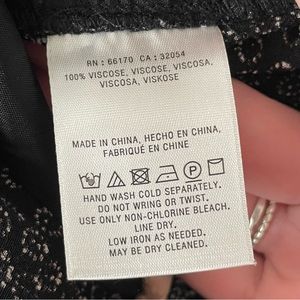 RN : 66170 CA : 32054
100% VISCOSE, VISCOSE, VISCOSA,
VISCOSA, VISKOSE
MADE IN CHINA, HECHO EN CHINA,
FABRIQUÉ EN CHINE
HAND WASH COLD SEPARATELY.
DO NOT WRING OR TWIST.
USE ONLY NON-CHLORINE BLEACH.
LINE DRY.
LOW IRON AS NEEDED.
MAY BE DRY CLEANED.